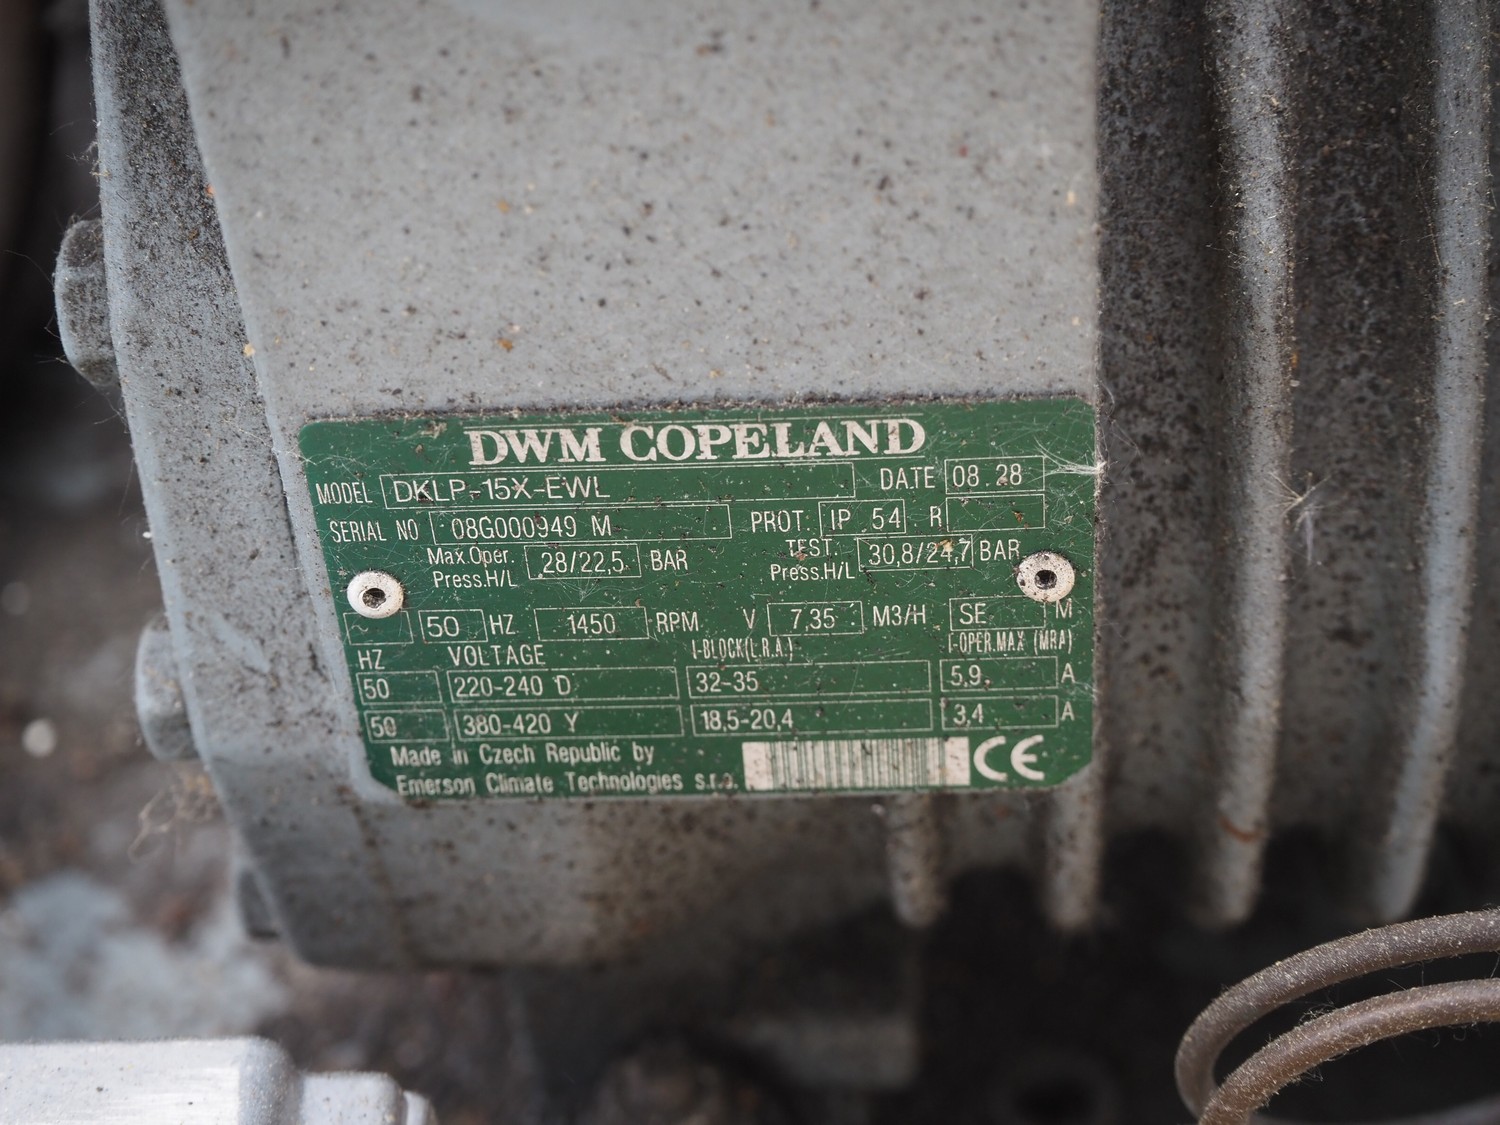 DWM COPELAND
MODEL DKLP-15X-EWL DATE 08.28
SERIAL NO 08G000949 M PROT. IP 54 R
Max.Oper. Press.H/L 28/22,5 BAR TEST. Press.H/L 30,8/24,7 BAR
~ 50 HZ 1450 RPM V 7,35 M3/H SE M
HZ VOLTAGE I-BLOCK(L.R.A.) I-OPER.MAX (MRA)
50 220-240 D 32-35 5,9 A
50 380-420 Y 18,5-20,4 3,4 A
Made in Czech Republic by
Emerson Climate Technologies s.r.o. CE